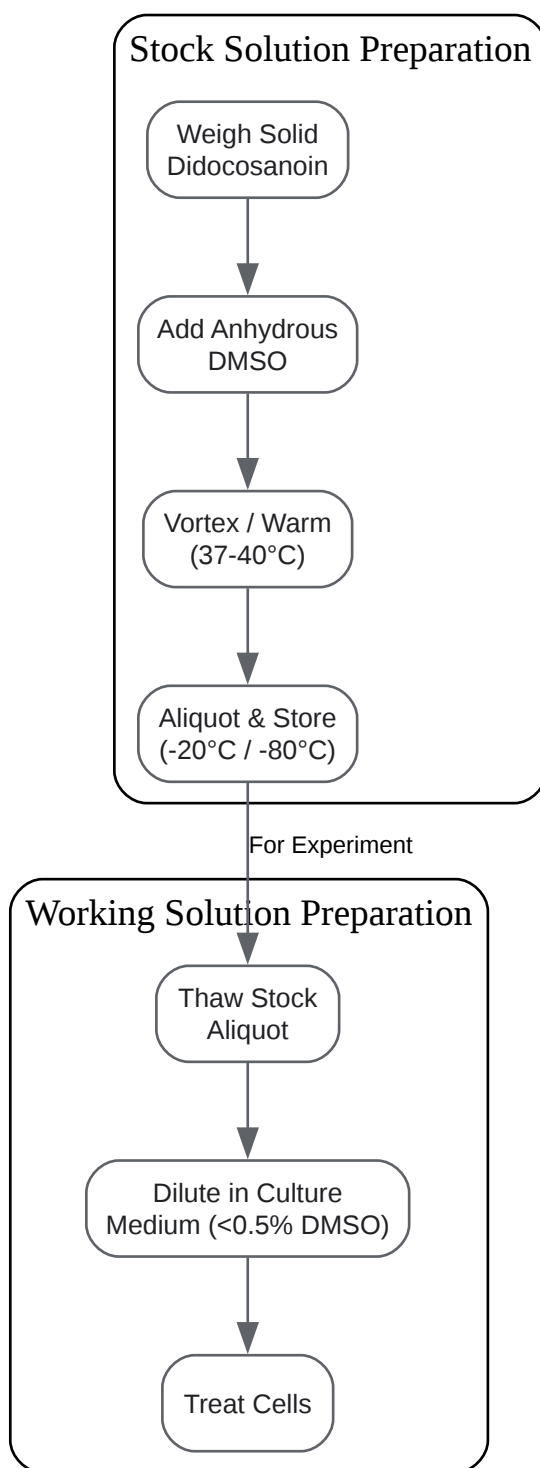 Stock Solution Preparation
Weigh Solid
Didocosanoin
Add Anhydrous
DMSO
Vortex / Warm
(37-40°C)
Aliquot & Store
(-20°C / -80°C)
For Experiment
Working Solution Preparation
Thaw Stock
Aliquot
Dilute in Culture
Medium (<0.5% DMSO)
Treat Cells